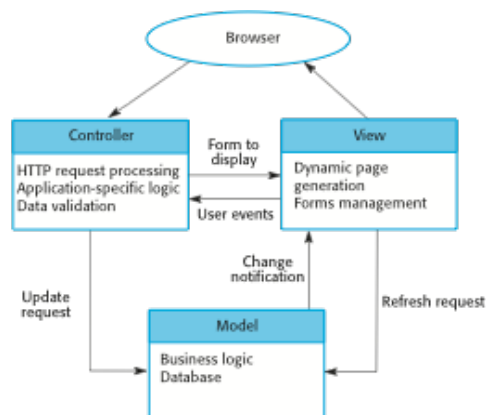 Browser
Controller
HTTP request processing
Application-specific logic
Data validation
Form to
display
User events
View
Dynamic page
generation
Forms management
Update
request
Change
notification
Refresh request
Model
Business logic
Database